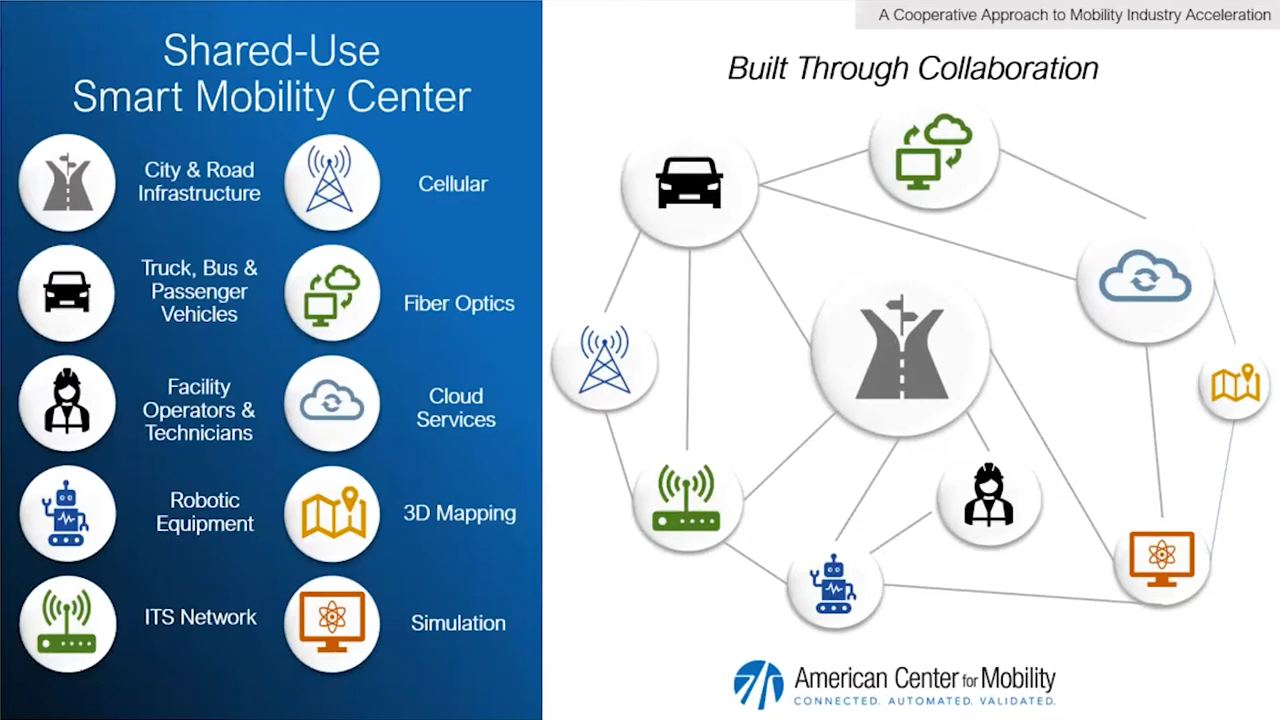 A Cooperative Approach to Mobility Industry Acceleration
Shared-Use
Smart Mobility Center
City & Road
Infrastructure
Cellular
Truck, Bus &
Passenger
Vehicles
Fiber Optics
Facility
Operators &
Technicians
Cloud
Services
Robotic
Equipment
3D Mapping
ITS Network
Simulation
Built Through Collaboration
American Center for Mobility
CONNECTED. AUTOMATED. VALIDATED.